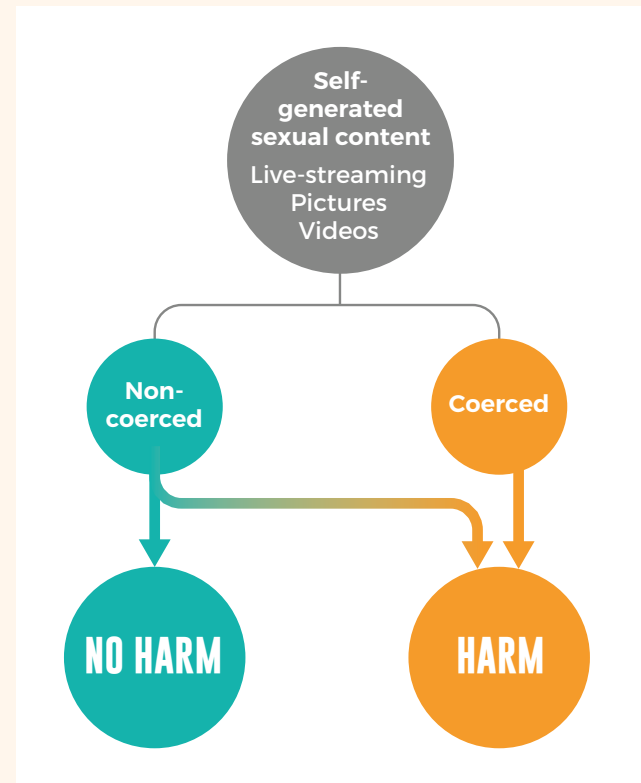 Self-
generated
sexual content
Live-streaming
Pictures
Videos
Non-
coerced
Coerced
NO HARM
HARM